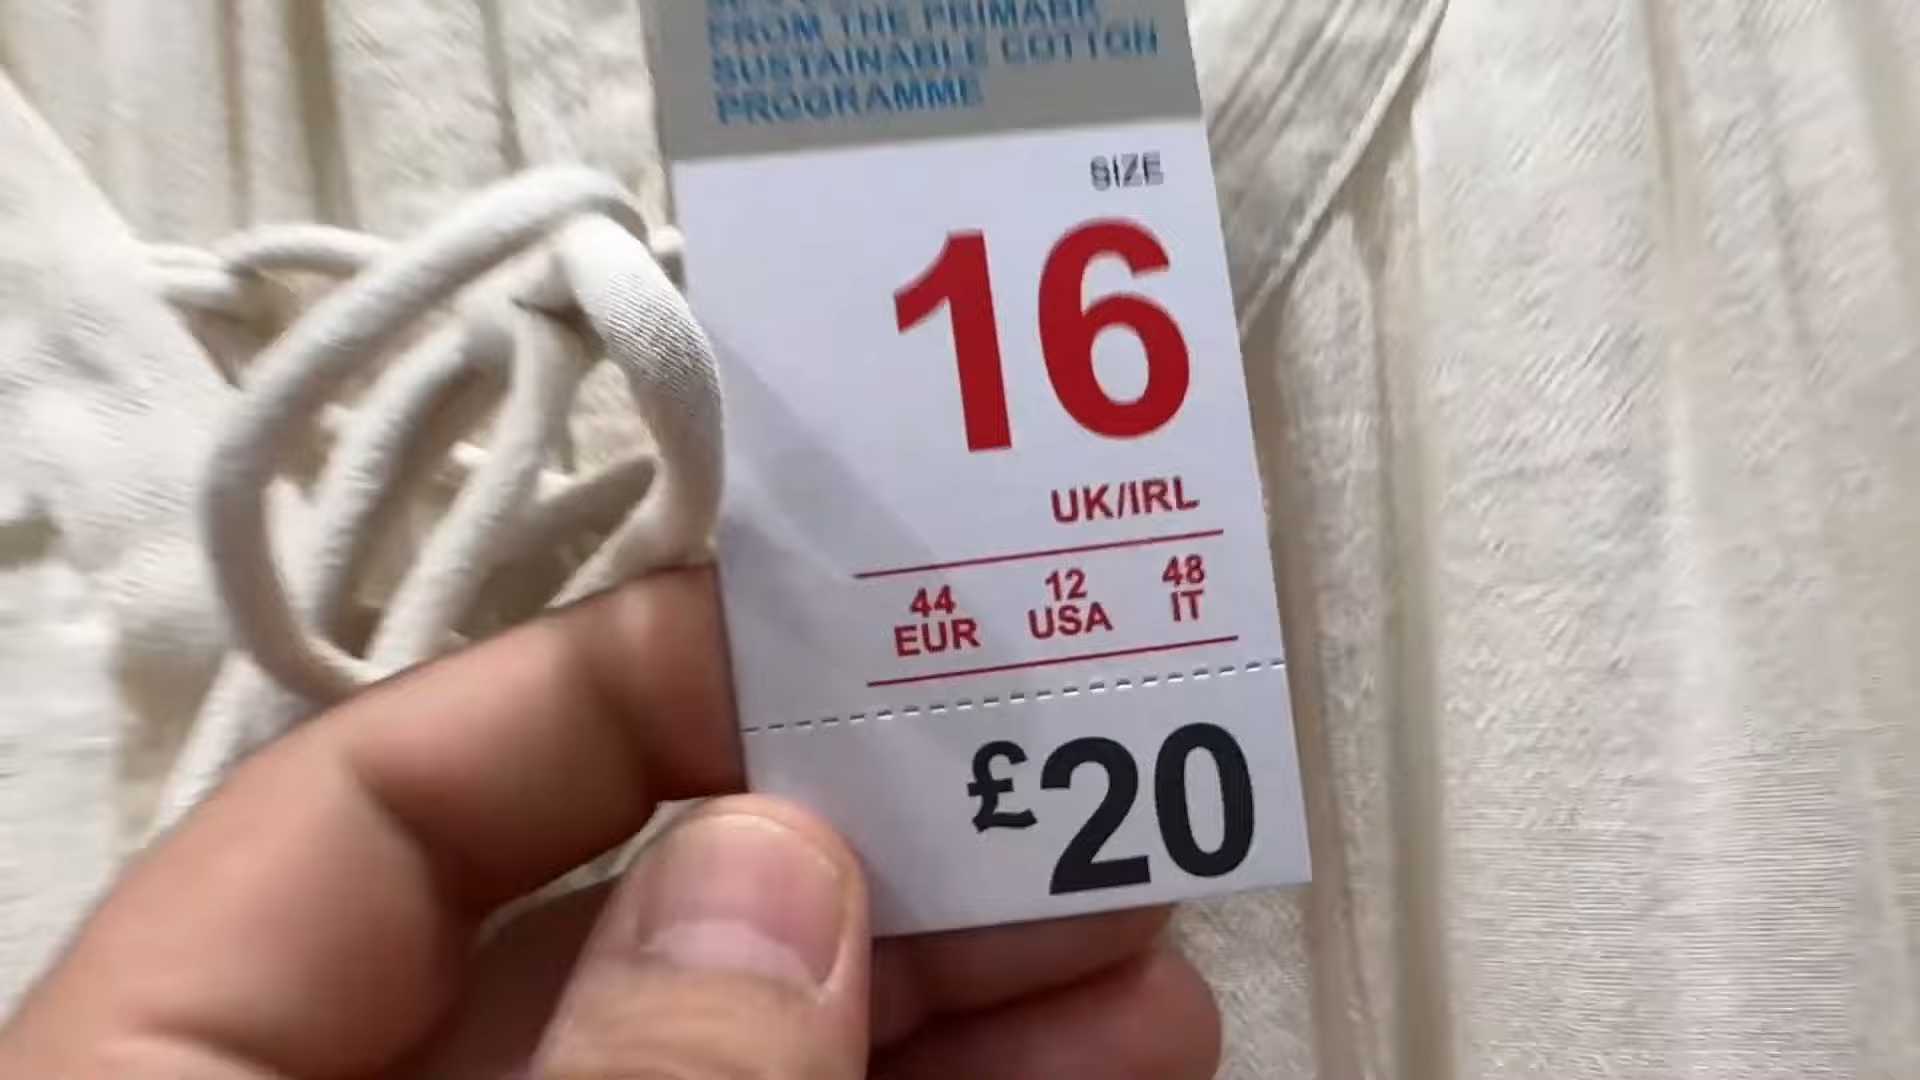 FROM THE PRIMARK
SUSTAINABLE COTTON
PROGRAMME
SIZE
16
UK/IRL
44 12 48
EUR USA IT
£20